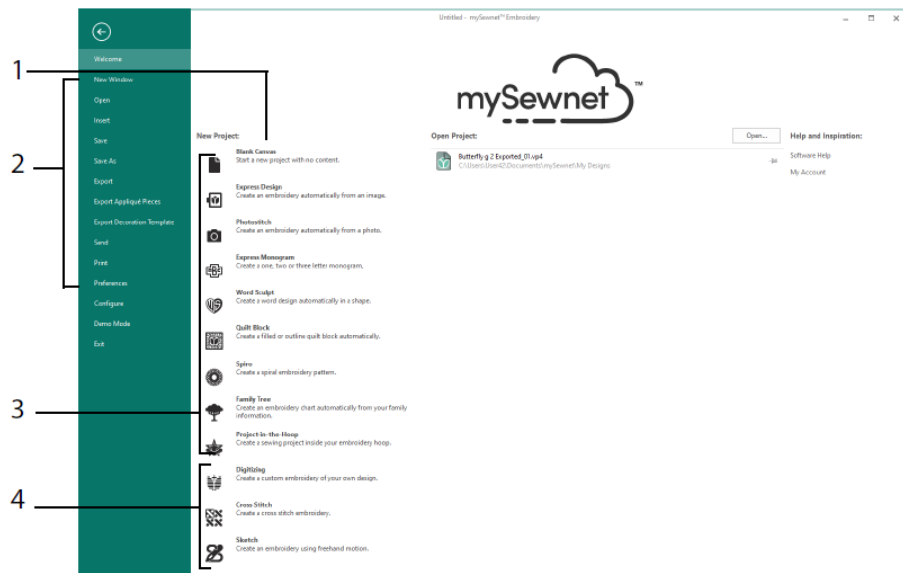 Untitled - mySewnet™ Embroidery
Welcome
New Window
Open
Insert
Save
Save As
Export
Export Appliqué Pieces
Export Decoration Template
Send
Print
Preferences
Configure
Demo Mode
Exit
1
2
3
4
mySewnet™
New Project:
Blank Canvas
Start a new project with no content.
Express Design
Create an embroidery automatically from an image.
Photostitch
Create an embroidery automatically from a photo.
Express Monogram
Create a one, two or three letter monogram,
Word Sculpt
Create a word design automatically in a shape.
Quilt Block
Create a filled or outline quilt block automatically.
Spiro
Create a spiral embroidery pattern.
Family Tree
Create an embroidery chart automatically from your family
information.
Project-in-the-Hoop
Create a sewing project inside your embroidery hoop.
Digitizing
Create a custom embroidery of your own design.
Cross Stitch
Create a cross stitch embroidery.
Sketch
Create an embroidery using freehand motion.
Open Project:
Open...
Butterfly g 2 Exported_01.vp4
C:\Users\User42\Documents\mySewnet\My Designs
Help and Inspiration:
Software Help
My Account